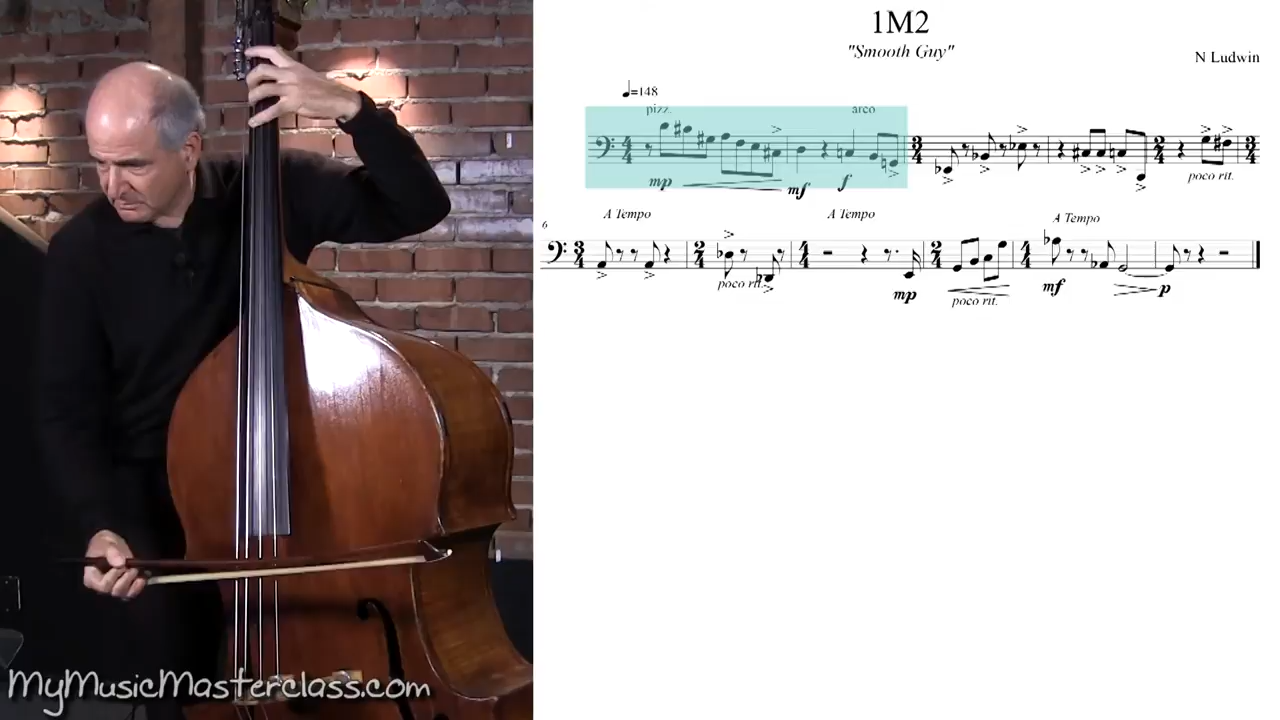 1M2
"Smooth Guy"
N Ludwin
=148
pizz.
arco
mp
mf
f
poco rit.
6
A Tempo
A Tempo
A Tempo
poco rit.
mp
poco rit.
mf
p
MyMusicMasterclass.com